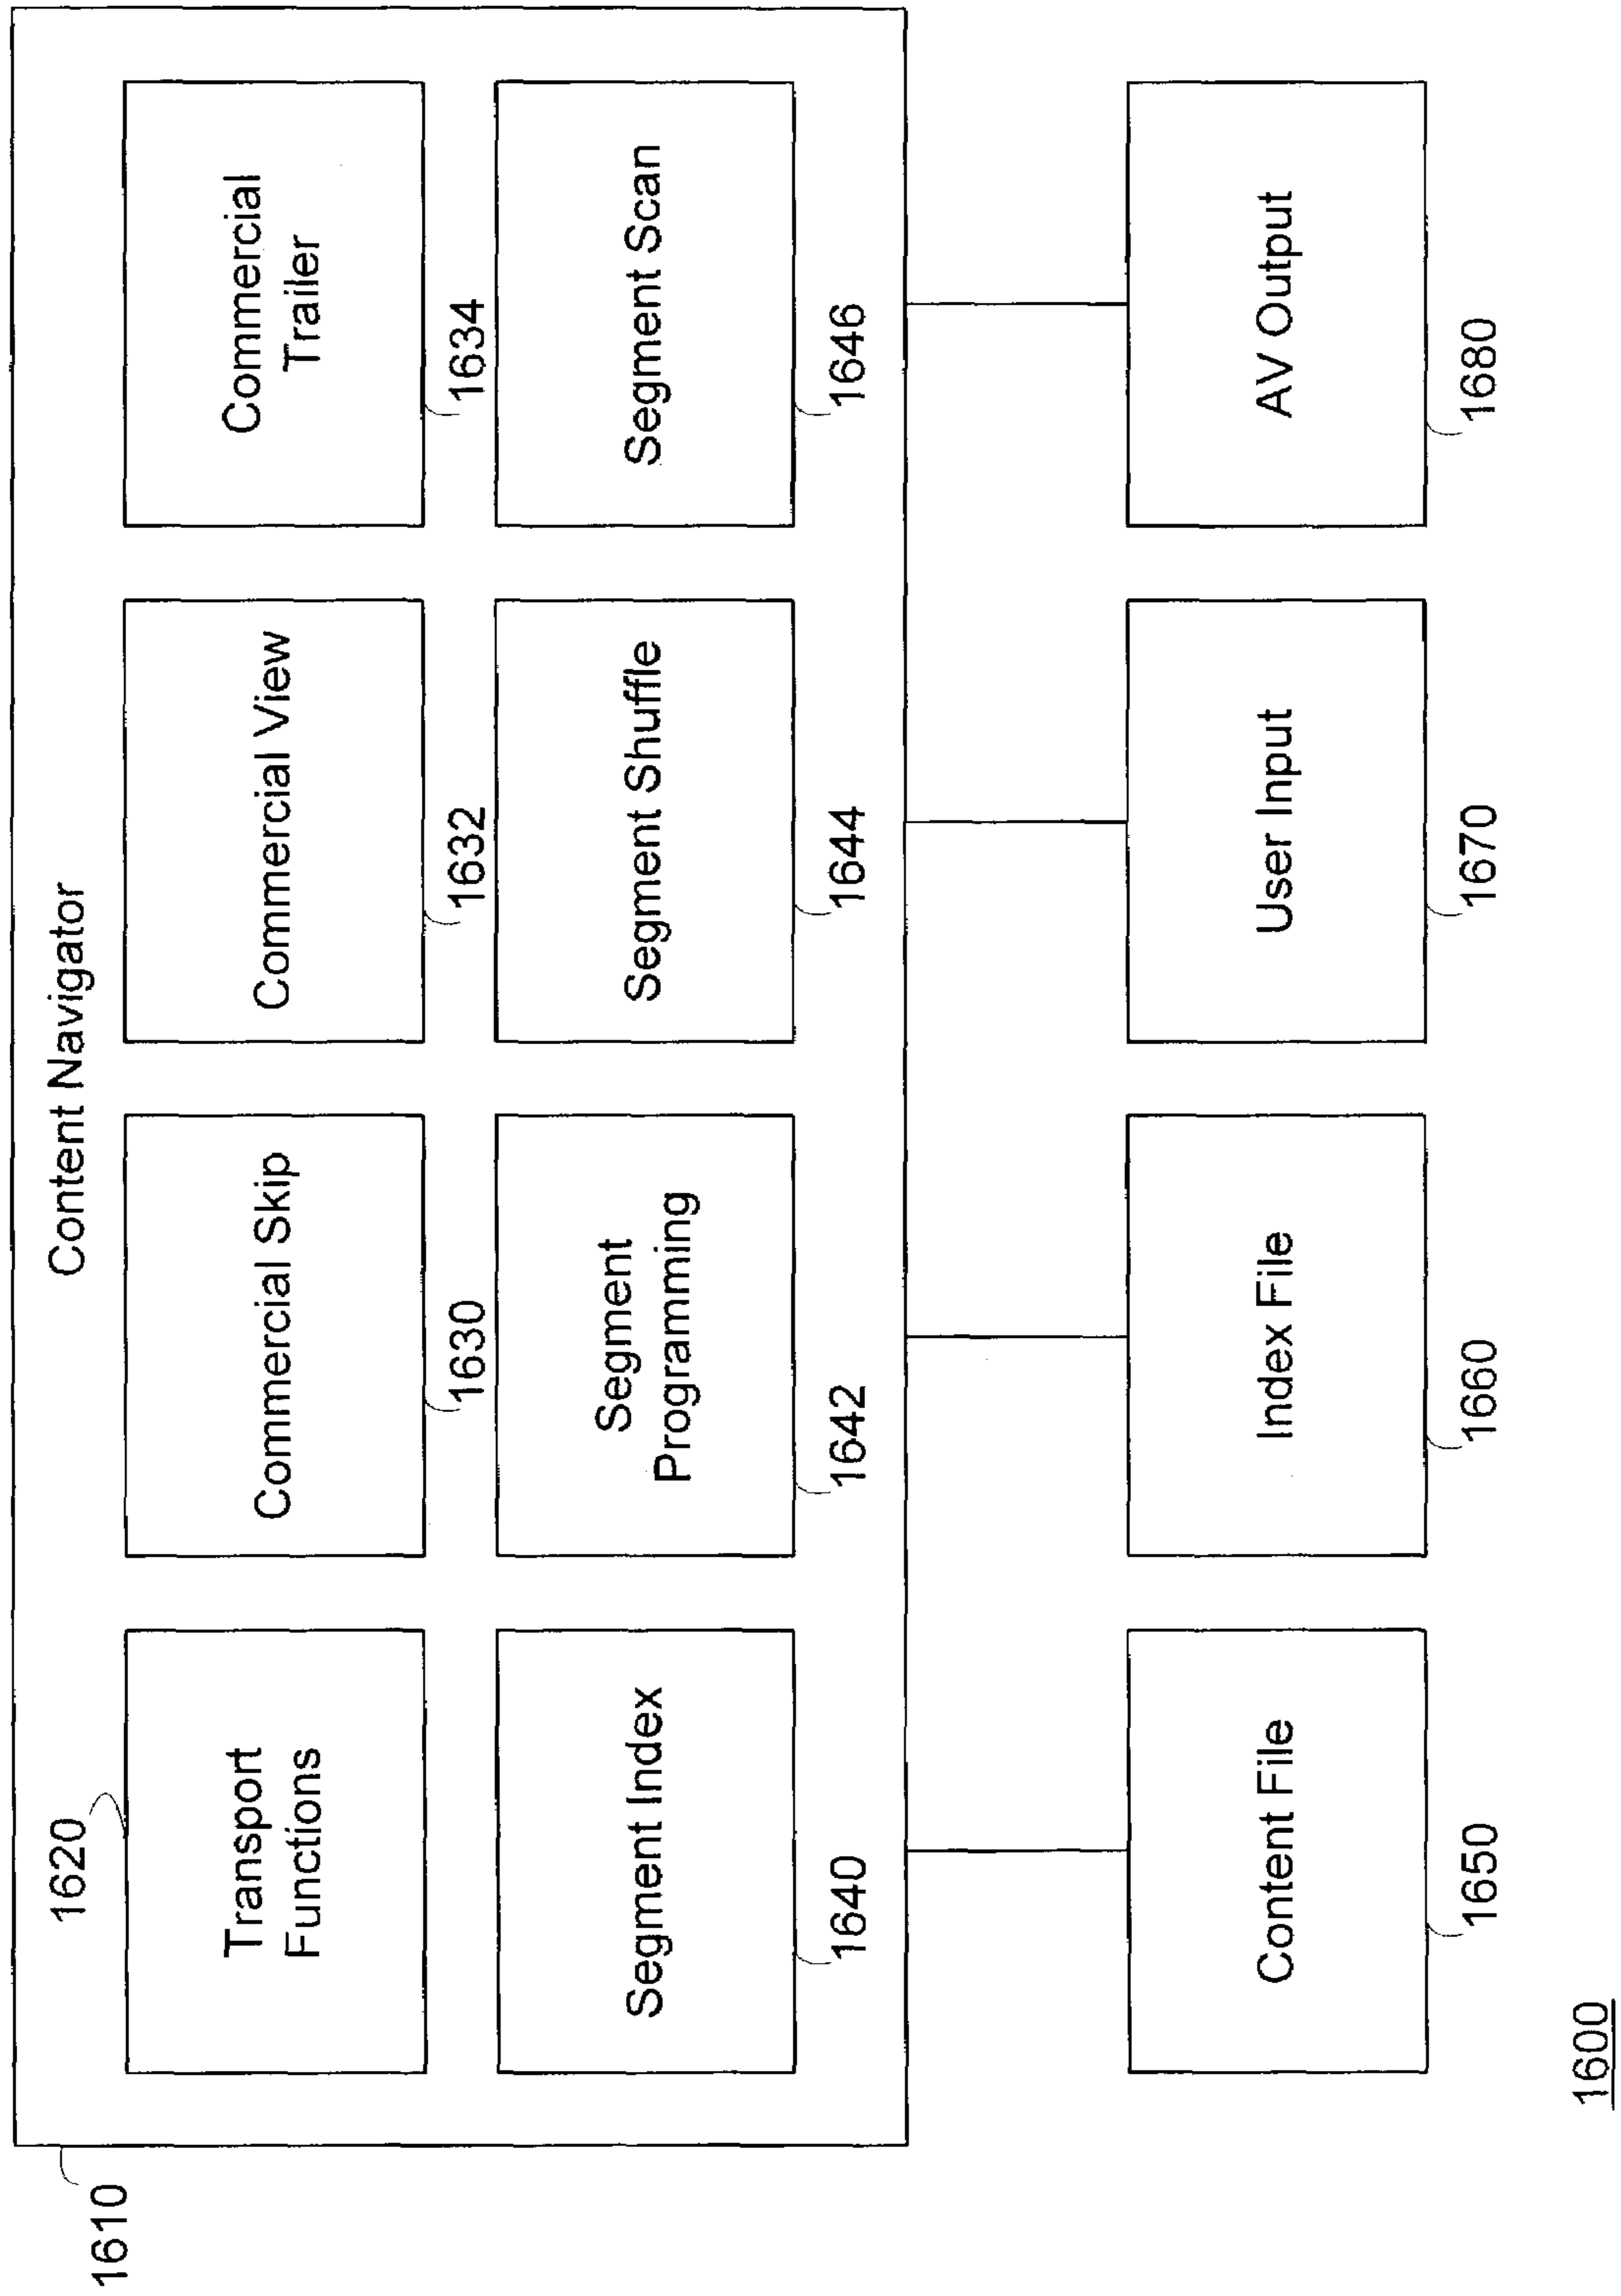 Content Navigator
1610
1620
Transport
Functions
Commercial Skip
1630
Commercial View
1632
Commercial
Trailer
1634
Segment Index
1640
Segment
Programming
1642
Segment Shuffle
1644
Segment Scan
1646
Content File
1650
Index File
1660
User Input
1670
AV Output
1680
1600